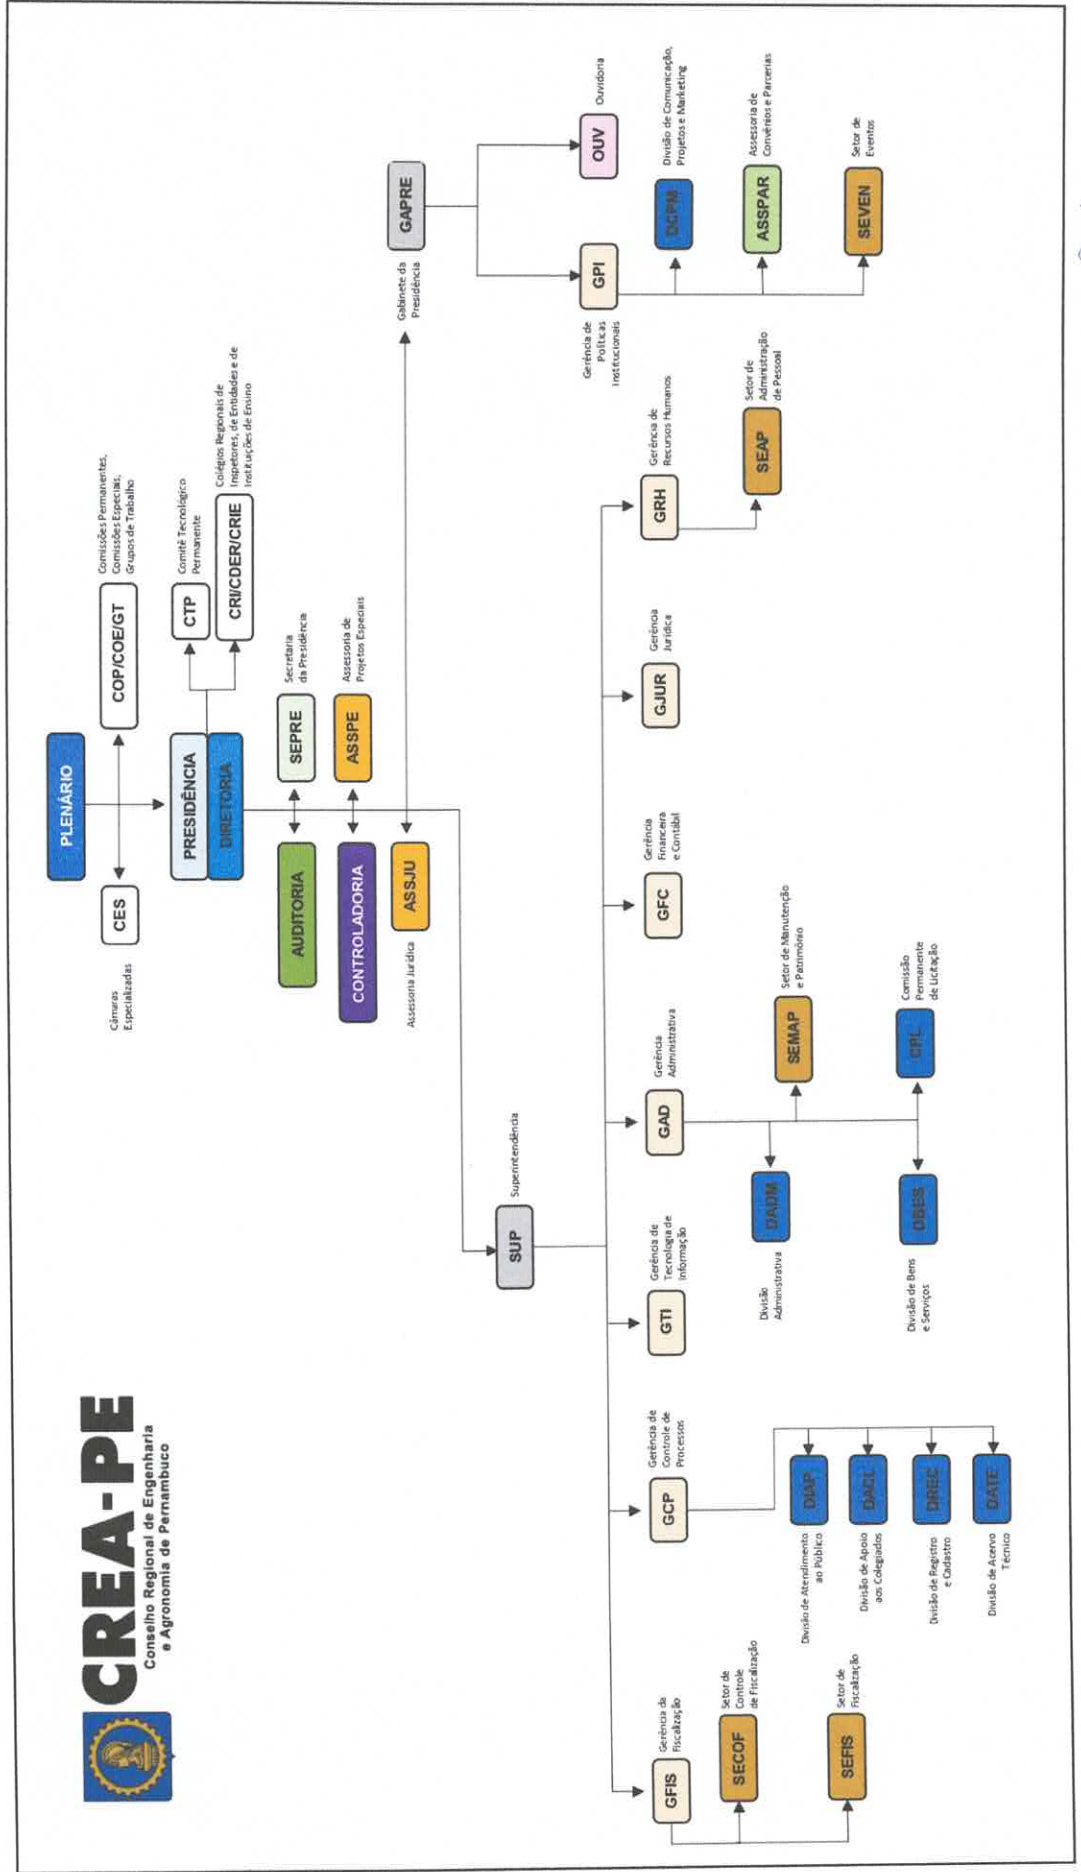 CREA-PE
Conselho Regional de Engenharia
e Agronomia de Pernambuco
PLENÁRIO
CES
Câmaras
Especializadas
COP/COE/GT
Comissões Permanentes,
Comissões Especiais,
Grupos de Trabalho
PRESIDÊNCIA
DIRETORIA
CTP
Comitê Tecnológico
Permanente
CRI/CDER/CRIE
Colégios Regionais de
Inspetores, de Entidades e de
Instituições de Ensino
AUDITORIA
SEPRE
Secretaria
da Presidência
CONTROLADORIA
ASSPE
Assessoria de
Projetos Especiais
Assessoria Jurídica
ASSJU
Gabinete da
Presidência
GAPRE
SUP
Superintendência
Gerência de
Políticas
Institucionais
GPI
OUV
Ouvidoria
DCPM
Divisão de Comunicação,
Projetos e Marketing
ASSPAR
Assessoria de
Convênios e Parcerias
SEVEN
Setor de
Eventos
GFIS
Gerência da
Fiscalização
SECOF
Setor de
Controle
de Fiscalização
SEFIS
Setor de
Fiscalização
GCP
Gerência de
Controle de
Processos
Divisão de Atendimento
ao Público
DIAP
Divisão de Apoio
aos Colegiados
DACL
Divisão de Registro
e Cadastro
DREC
Divisão de Acervo
Técnico
DATE
GTI
Gerência de
Tecnologia de
Informação
GAD
Gerência
Administrativa
Divisão
Administrativa
DADM
SEMAP
Setor de Manutenção
e Patrimônio
Divisão de Bens
e Serviços
DBES
CPL
Comissão
Permanente
de Licitação
GFC
Gerência
Financeira
e Contábil
GJUR
Gerência
Jurídica
GRH
Gerência de
Recursos Humanos
SEAP
Setor de
Administração
de Pessoal